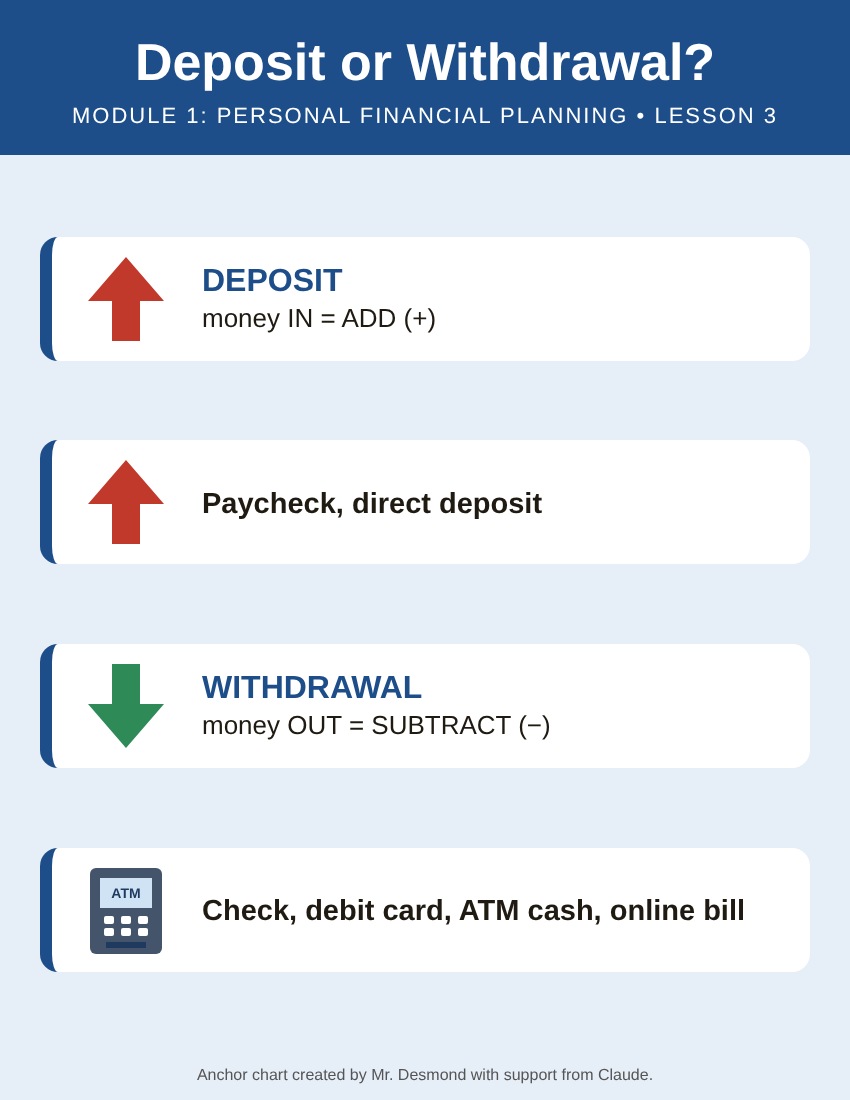 Deposit or Withdrawal?
MODULE 1: PERSONAL FINANCIAL PLANNING • LESSON 3
DEPOSIT
money IN = ADD (+)
Paycheck, direct deposit
WITHDRAWAL
money OUT = SUBTRACT (−)
ATM
Check, debit card, ATM cash, online bill
Anchor chart created by Mr. Desmond with support from Claude.